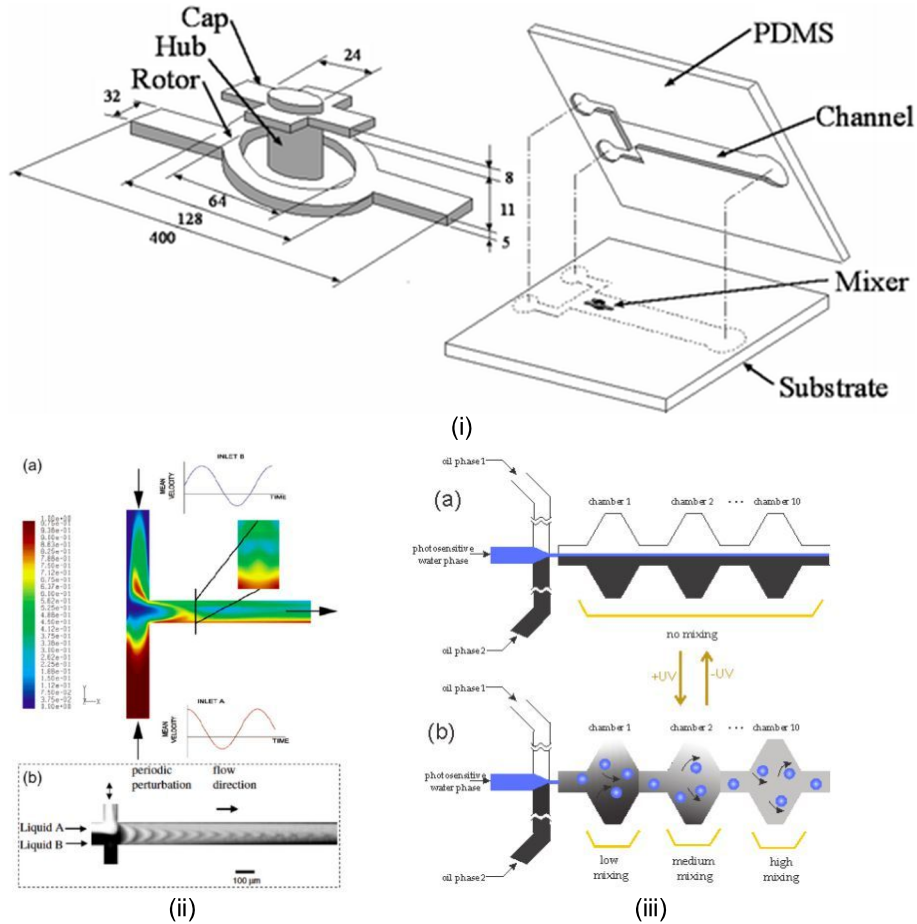 Cap
Hub
Rotor
24
32
8
11
5
64
128
400
PDMS
Channel
Mixer
Substrate
(i)
(a)
INLET B
MEAN VELOCITY
TIME
INLET A
MEAN VELOCITY
TIME
(b)
periodic
perturbation
flow
direction
Liquid A
Liquid B
100 µm
(ii)
oil phase 1
(a)
chamber 1
chamber 2
...
chamber 10
photosensitive
water phase
oil phase 2
no mixing
+UV
-UV
oil phase 1
(b)
chamber 1
chamber 2
...
chamber 10
photosensitive
water phase
oil phase 2
low
mixing
medium
mixing
high
mixing
(iii)